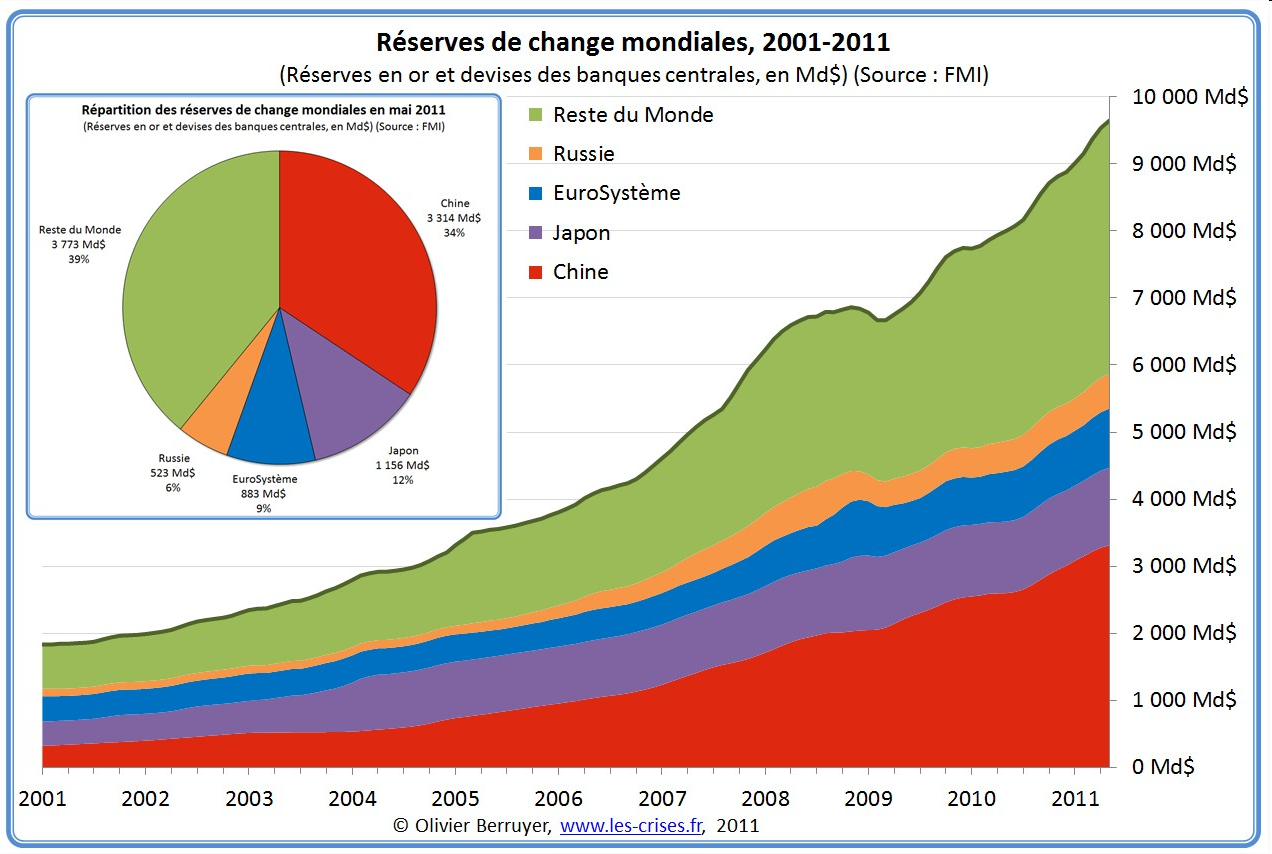 Réserves de change mondiales, 2001-2011
(Réserves en or et devises des banques centrales, en Md$) (Source : FMI)
Répartition des réserves de change mondiales en mai 2011
(Réserves en or et devises des banques centrales, en Md$) (Source : FMI)
Chine
3 314 Md$
34%
Japon
1 156 Md$
12%
EuroSystème
883 Md$
9%
Russie
523 Md$
6%
Reste du Monde
3 773 Md$
39%
Reste du Monde
Russie
EuroSystème
Japon
Chine
10 000 Md$
9 000 Md$
8 000 Md$
7 000 Md$
6 000 Md$
5 000 Md$
4 000 Md$
3 000 Md$
2 000 Md$
1 000 Md$
0 Md$
2001 2002 2003 2004 2005 2006 2007 2008 2009 2010 2011
© Olivier Berruyer, www.les-crises.fr, 2011